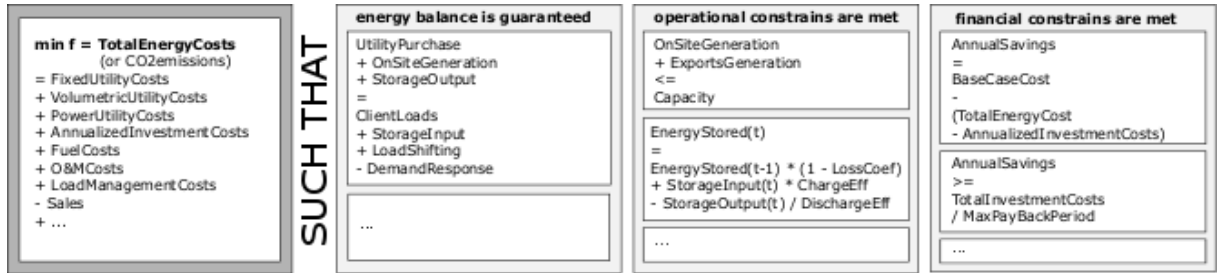 min f = TotalEnergyCosts
(or CO2emissions)
= FixedUtilityCosts
+ VolumetricUtilityCosts
+ PowerUtilityCosts
+ AnnualizedInvestmentCosts
+ FuelCosts
+ O&MCosts
+ LoadManagementCosts
- Sales
+ ...
SUCH THAT
energy balance is guaranteed
UtilityPurchase
+ OnSiteGeneration
+ StorageOutput
=
ClientLoads
+ StorageInput
+ LoadShifting
- DemandResponse
...
operational constrains are met
OnSiteGeneration
+ ExportsGeneration
<=
Capacity
EnergyStored(t)
=
EnergyStored(t-1) * (1 - LossCoef)
+ StorageInput(t) * ChargeEff
- StorageOutput(t) / DischargeEff
...
financial constrains are met
AnnualSavings
=
BaseCaseCost
-
(TotalEnergyCost
- AnnualizedInvestmentCosts)
AnnualSavings
>=
TotalInvestmentCosts
/ MaxPayBackPeriod
...